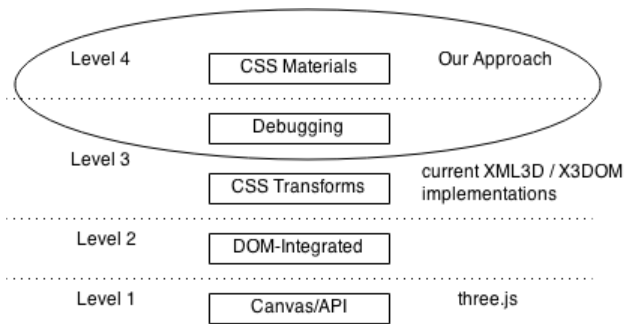 Level 4
CSS Materials
Our Approach
Debugging
Level 3
CSS Transforms
current XML3D / X3DOM
implementations
Level 2
DOM-Integrated
Level 1
Canvas/API
three.js